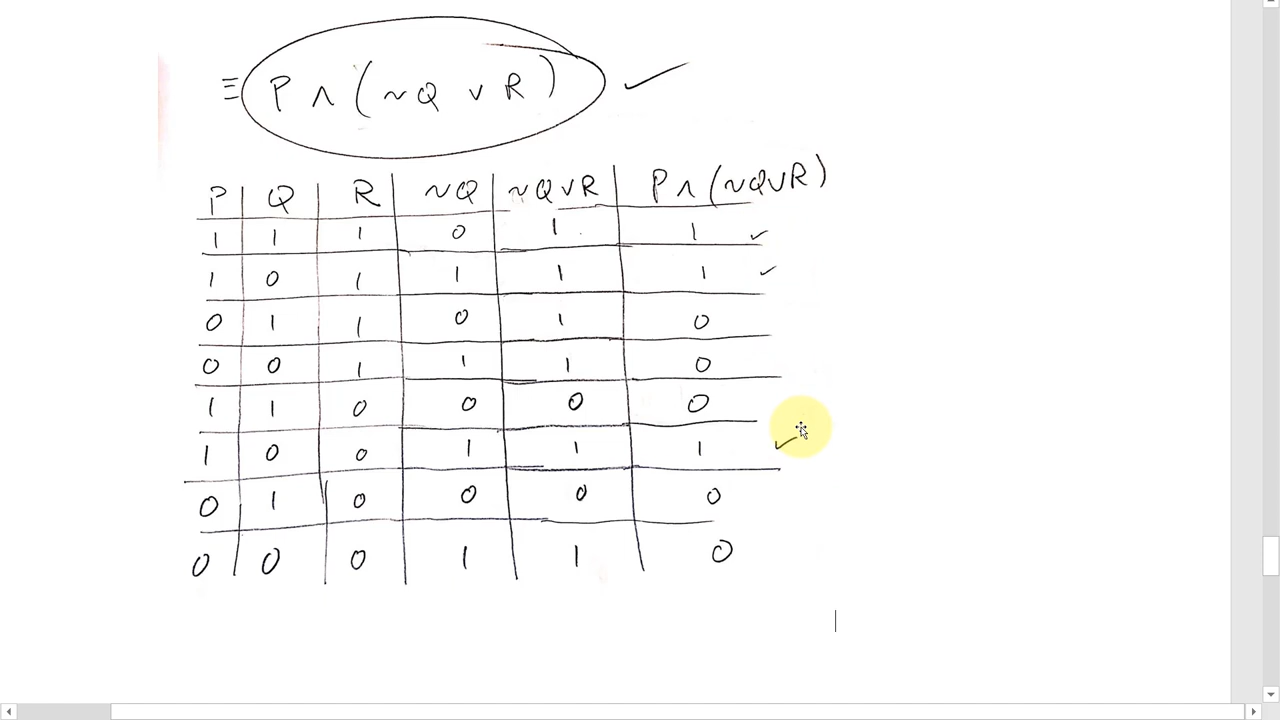 ≡ P ∧ (~Q ∨ R) ✓
P Q R ~Q ~Q∨R P∧(~Q∨R)
1 1 1 0 1 1 ✓
1 0 1 1 1 1 ✓
0 1 1 0 1 0
0 0 1 1 1 0
1 1 0 0 0 0
1 0 0 1 1 1 ✓
0 1 0 0 0 0
0 0 0 1 1 0